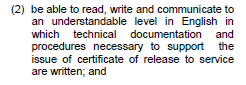 (2) be able to read, write and communicate to
an understandable level in English in
which technical documentation and
procedures necessary to support the
issue of certificate of release to service
are written; and